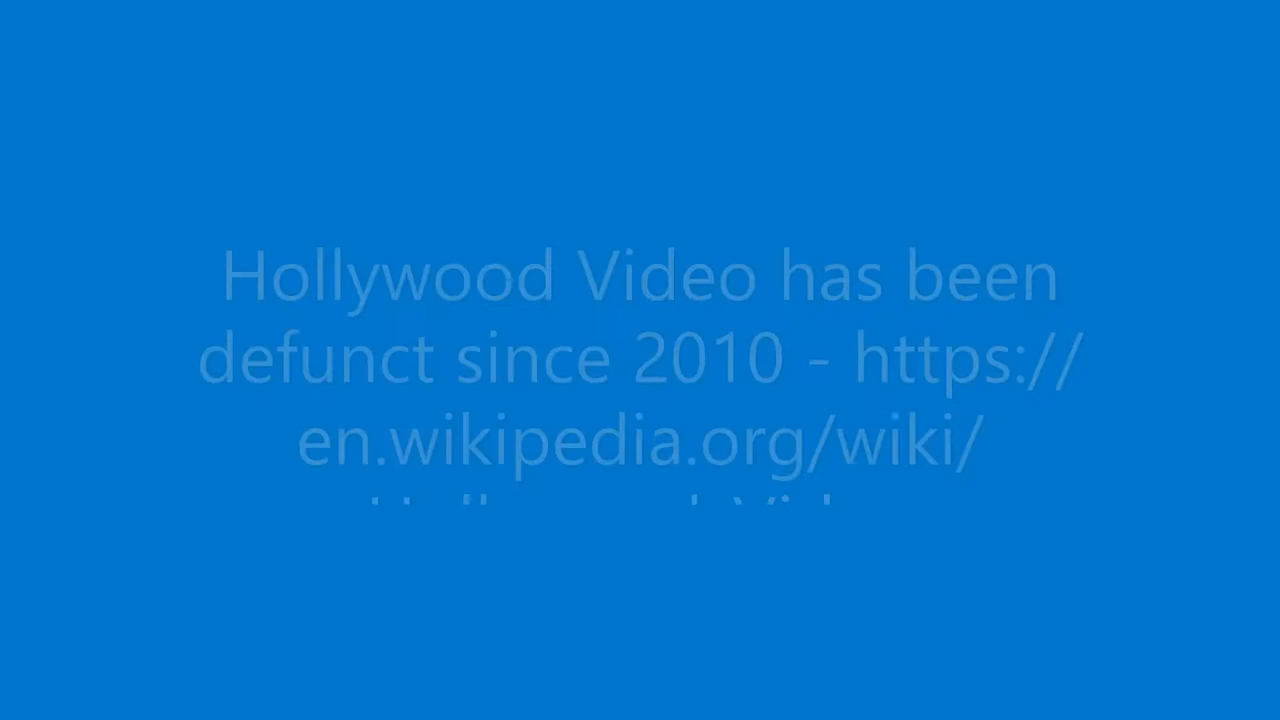 Hollywood Video has been
defunct since 2010 - https://
en.wikipedia.org/wiki/